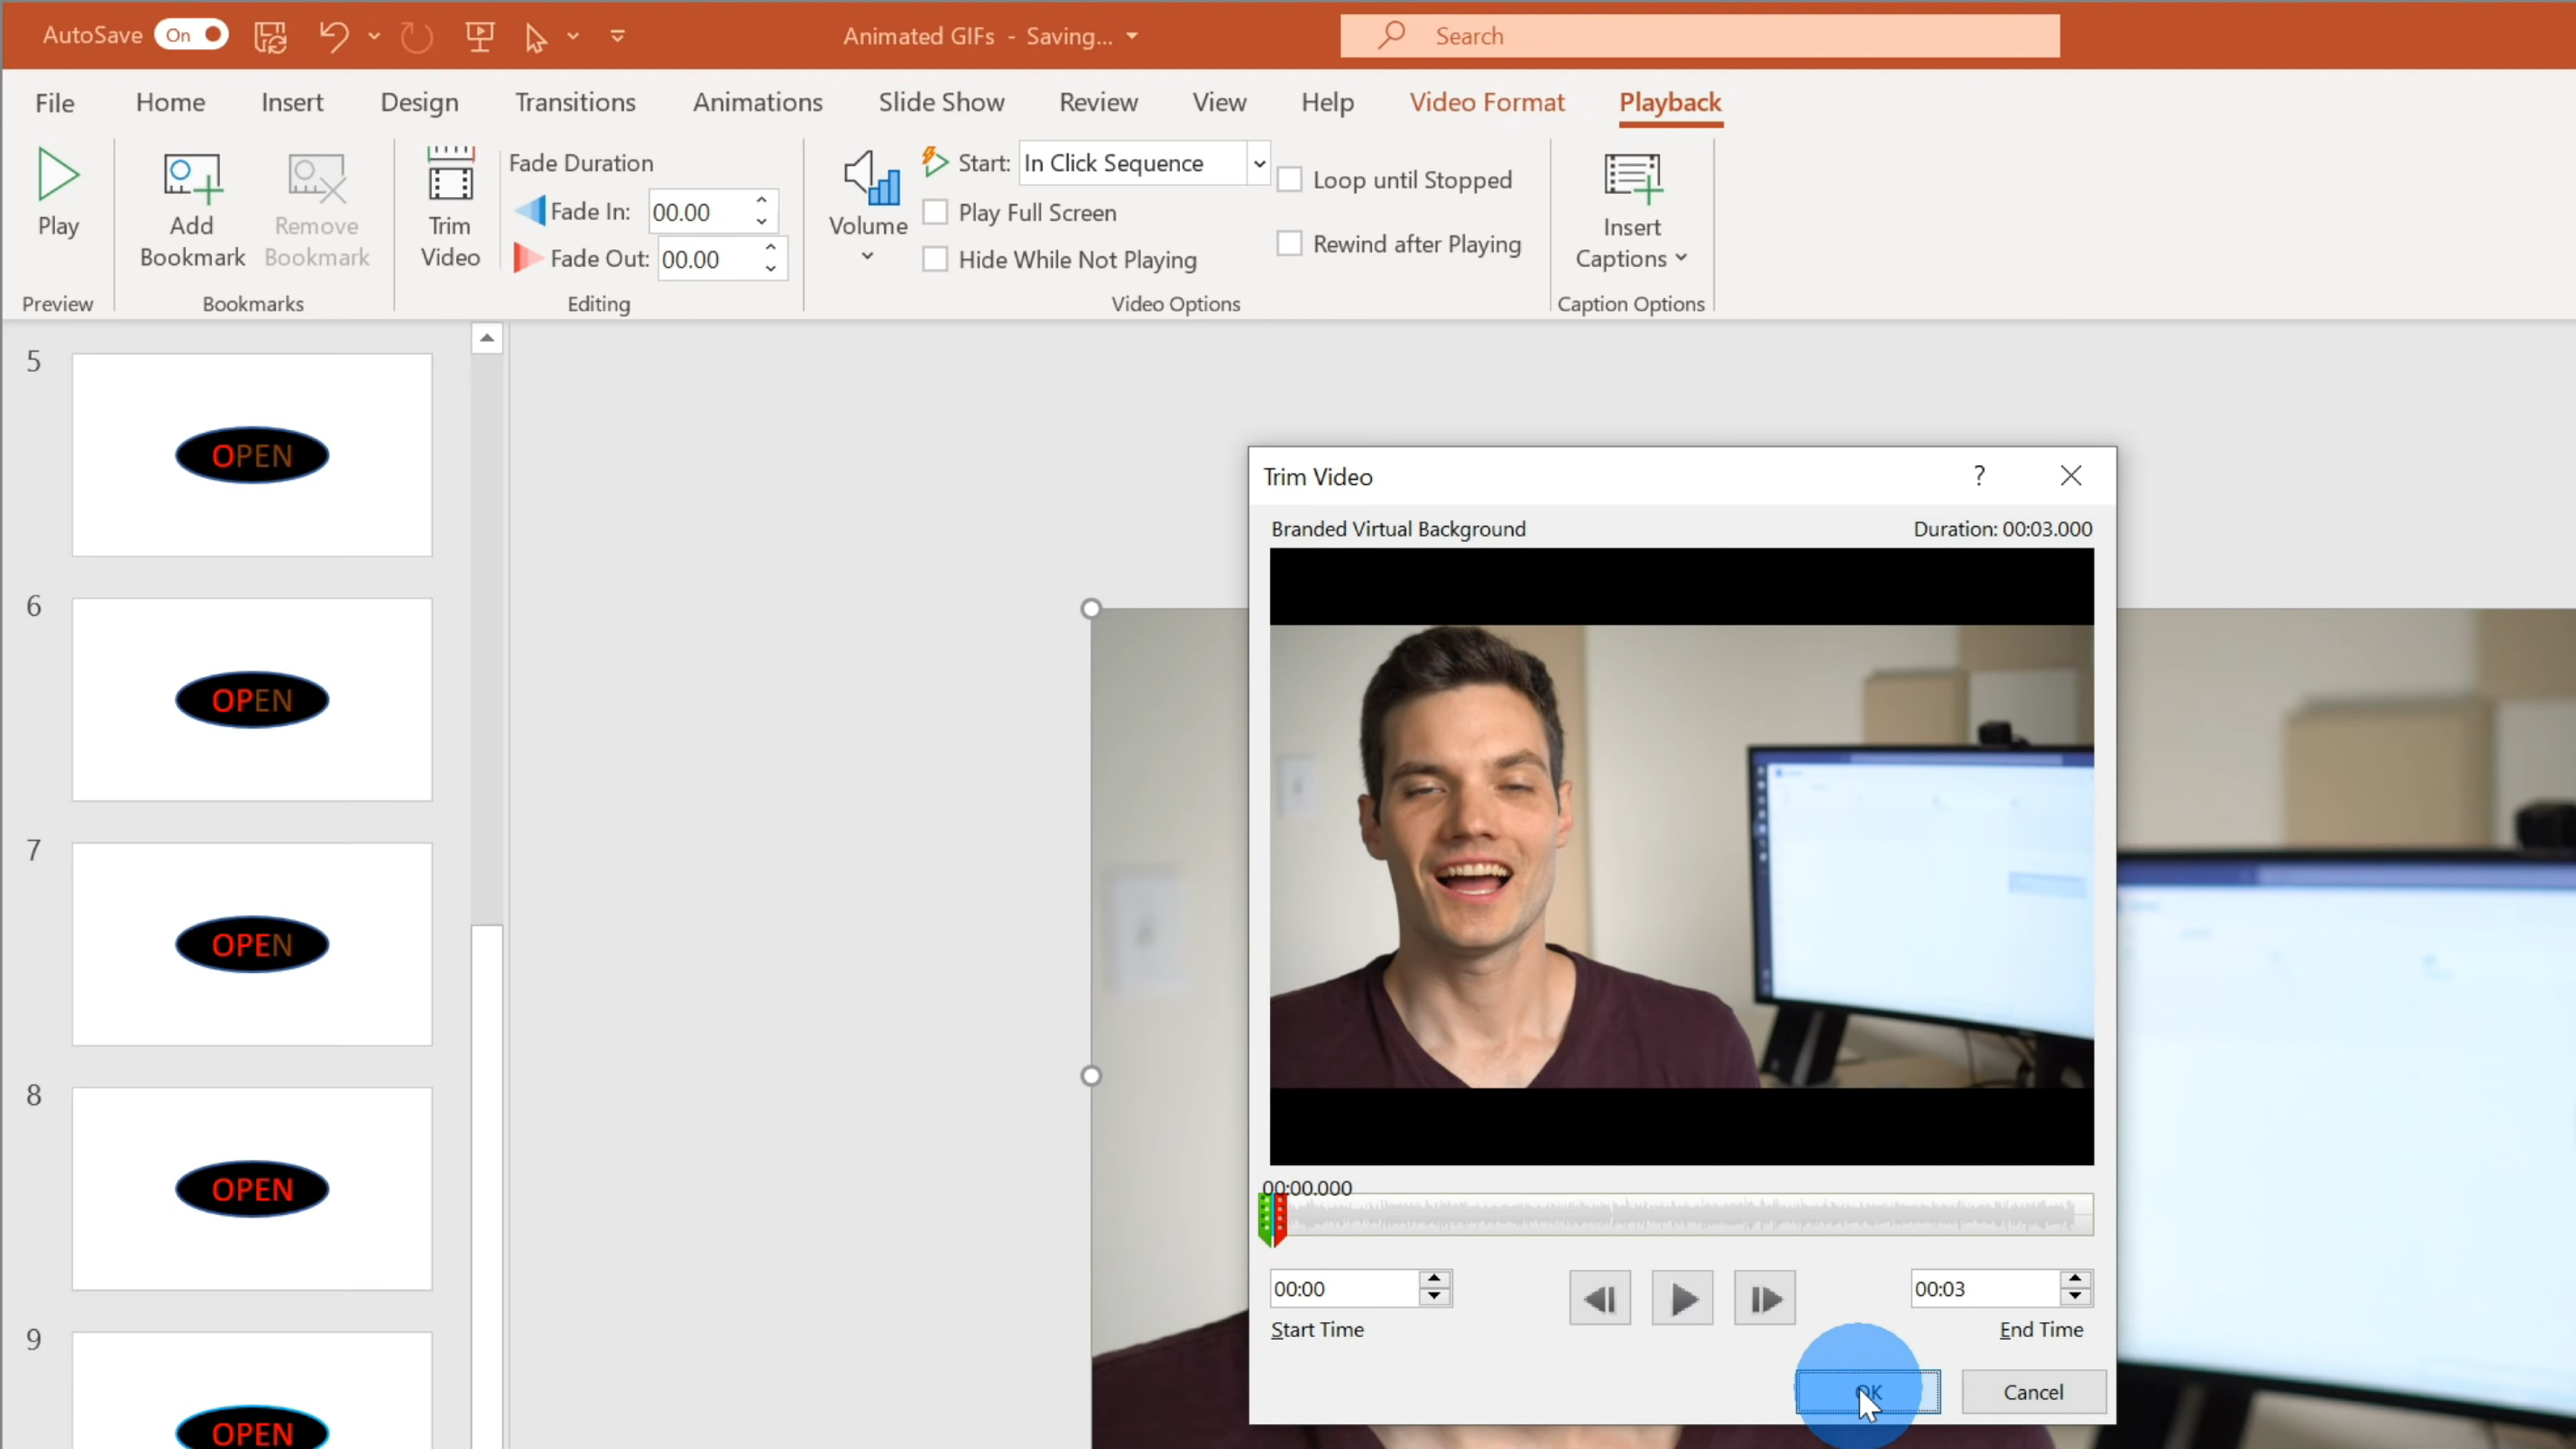 AutoSave On Animated GIFs - Saving... Search
File Home Insert Design Transitions Animations Slide Show Review View Help Video Format Playback
Play
Preview
Add Bookmark
Remove Bookmark
Bookmarks
Trim Video
Fade Duration
Fade In: 00.00
Fade Out: 00.00
Editing
Volume
Start: In Click Sequence
Play Full Screen
Hide While Not Playing
Loop until Stopped
Rewind after Playing
Video Options
Insert Captions
Caption Options
5
OPEN
6
OPEN
7
OPEN
8
OPEN
9
OPEN
Trim Video ?
Branded Virtual Background Duration: 00:03.000
00:00.000
00:00 00:03
Start Time End Time
OK Cancel